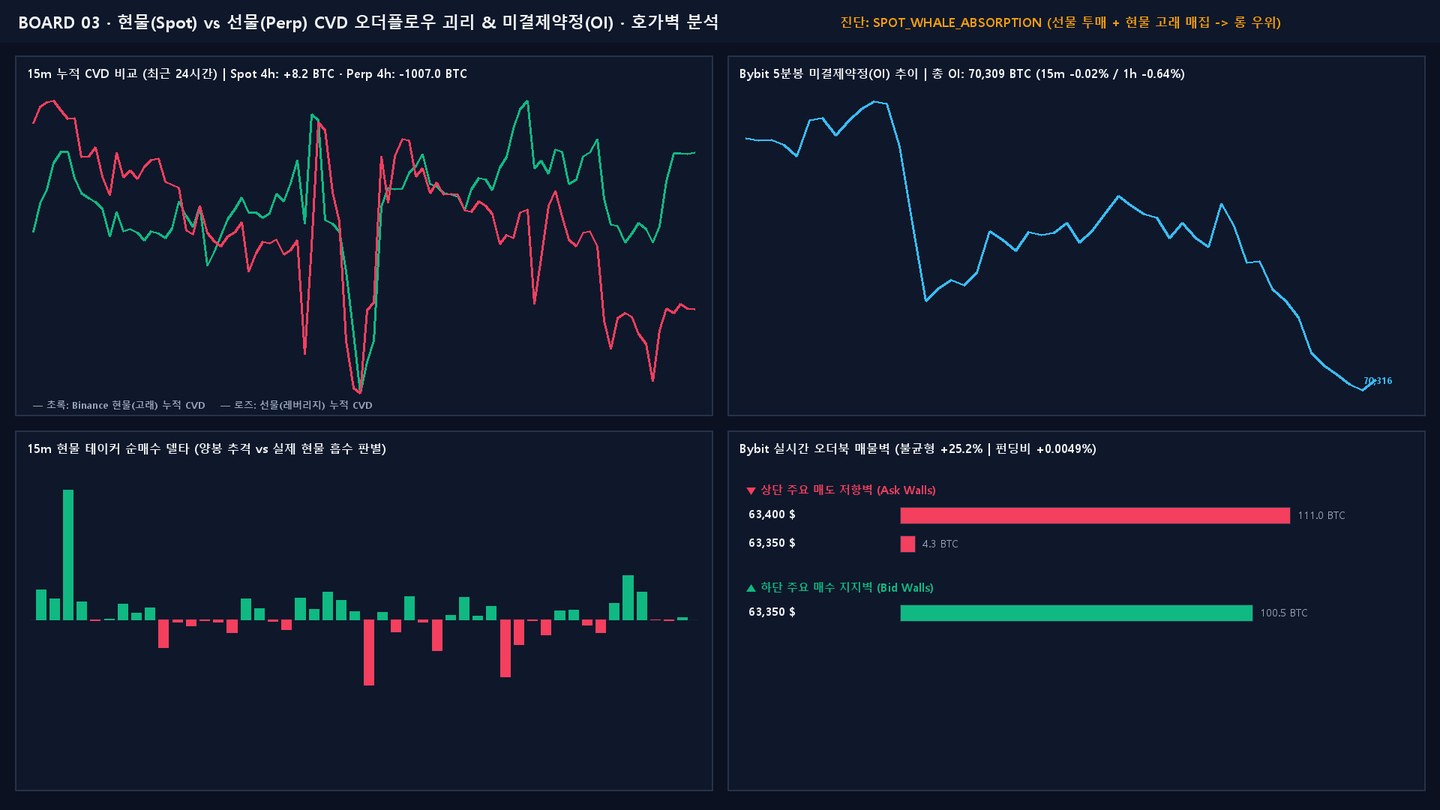 BOARD 03 · 현물(Spot) vs 선물(Perp) CVD 오더플로우 괴리 & 미결제약정(OI) · 호가벽 분석
진단: SPOT_WHALE_ABSORPTION (선물 투매 + 현물 고래 매집 -> 롱 우위)
15m 누적 CVD 비교 (최근 24시간) | Spot 4h: +8.2 BTC · Perp 4h: -1007.0 BTC
— 초록: Binance 현물(고래) 누적 CVD — 로즈: 선물(레버리지) 누적 CVD
Bybit 5분봉 미결제약정(OI) 추이 | 총 OI: 70,309 BTC (15m -0.02% / 1h -0.64%)
70,316
15m 현물 테이커 순매수 델타 (양봉 추격 vs 실제 현물 흡수 판별)
Bybit 실시간 오더북 매물벽 (불균형 +25.2% | 펀딩비 +0.0049%)
▼ 상단 주요 매도 저항벽 (Ask Walls)
63,400 $ 111.0 BTC
63,350 $ 4.3 BTC
▲ 하단 주요 매수 지지벽 (Bid Walls)
63,350 $ 100.5 BTC